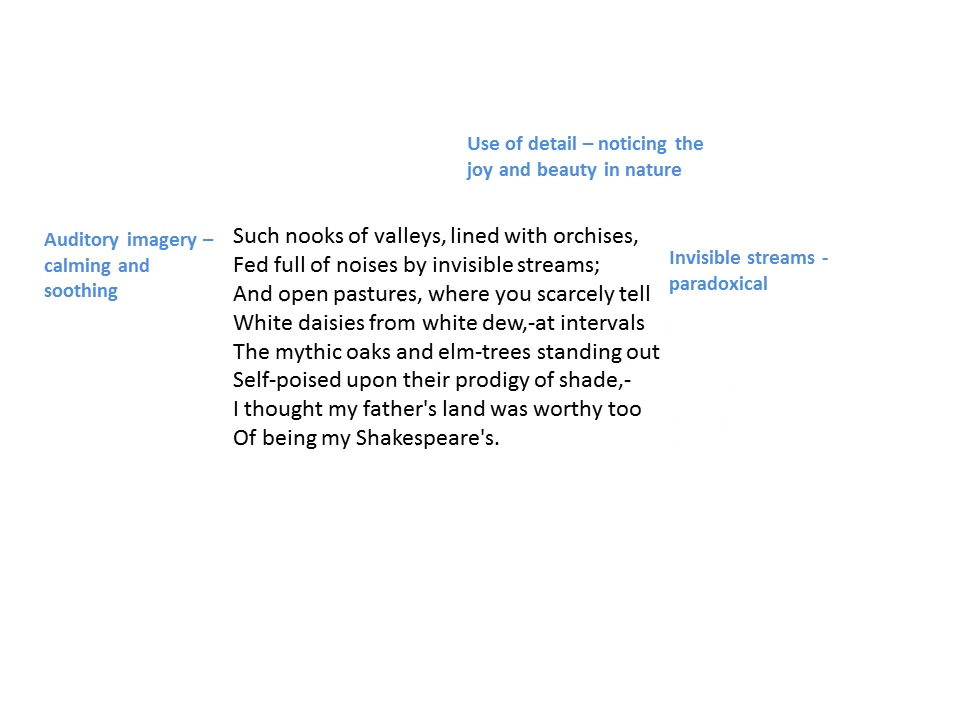 Use of detail – noticing the
joy and beauty in nature
Auditory imagery –
calming and
soothing
Such nooks of valleys, lined with orchises,
Fed full of noises by invisible streams;
And open pastures, where you scarcely tell
White daisies from white dew,-at intervals
The mythic oaks and elm-trees standing out
Self-poised upon their prodigy of shade,-
I thought my father's land was worthy too
Of being my Shakespeare's.
Invisible streams -
paradoxical